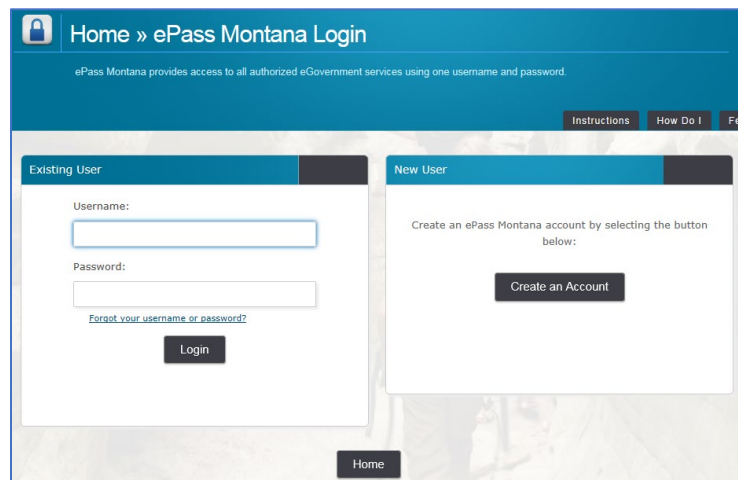 Home » ePass Montana Login
ePass Montana provides access to all authorized eGovernment services using one username and password.
Instructions How Do I
Existing User
Username:
Password:
Forgot your username or password?
Login
New User
Create an ePass Montana account by selecting the button
below:
Create an Account
Home